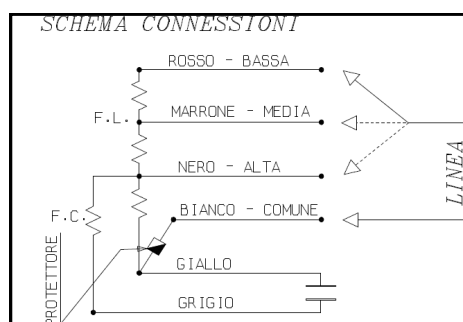 SCHEMA CONNESSIONI
ROSSO - BASSA
F.L.
MARRONE - MEDIA
NERO - ALTA
F.C.
BIANCO - COMUNE
GIALLO
GRIGIO
PROTETTORE
LINEA